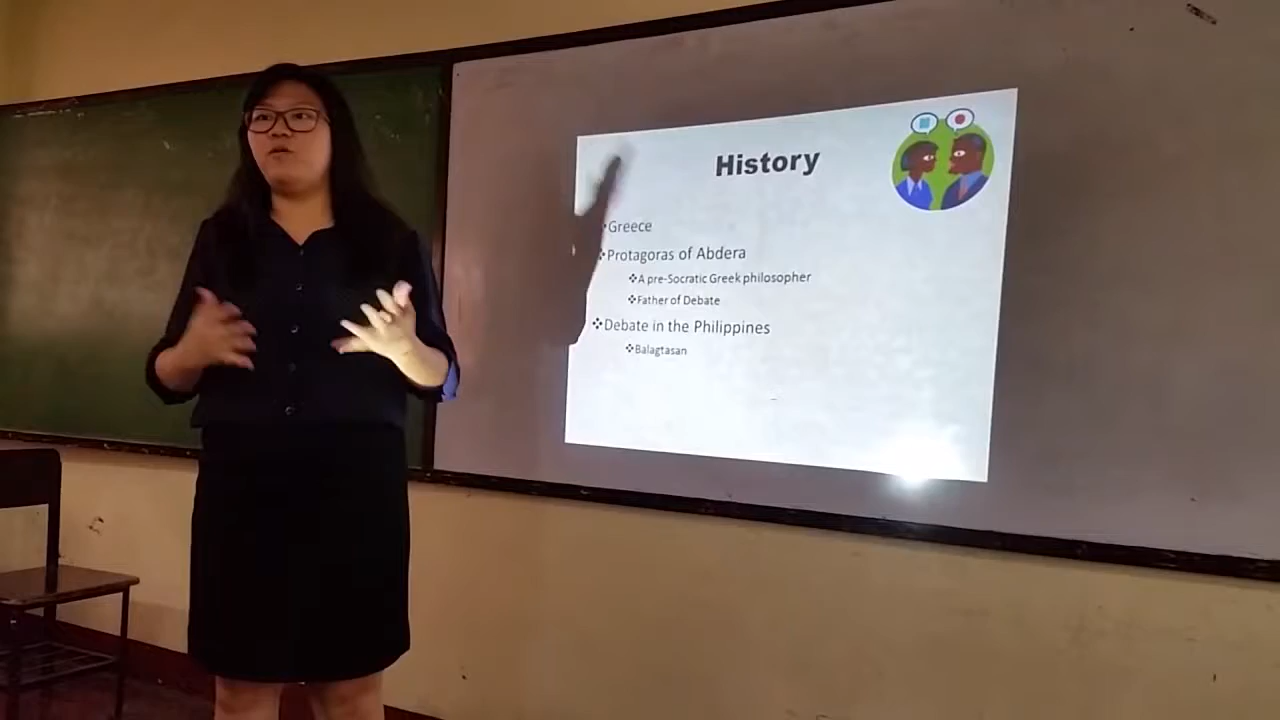 History
Greece
Protagoras of Abdera
A pre-Socratic Greek philosopher
Father of Debate
Debate in the Philippines
Balagtasan